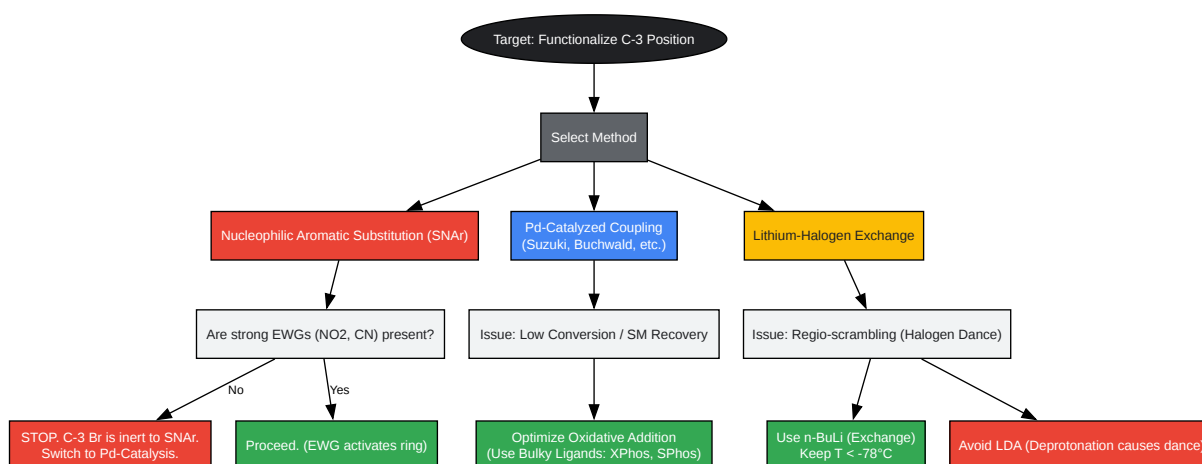 Target: Functionalize C-3 Position
Select Method
Nucleophilic Aromatic Substitution (SNAr)
Pd-Catalyzed Coupling
(Suzuki, Buchwald, etc.)
Lithium-Halogen Exchange
Are strong EWGs (NO2, CN) present?
Issue: Low Conversion / SM Recovery
Issue: Regio-scrambling (Halogen Dance)
No
Yes
STOP. C-3 Br is inert to SNAr.
Switch to Pd-Catalysis.
Proceed. (EWG activates ring)
Optimize Oxidative Addition
(Use Bulky Ligands: XPhos, SPhos)
Use n-BuLi (Exchange)
Keep T < -78°C
Avoid LDA (Deprotonation causes dance)